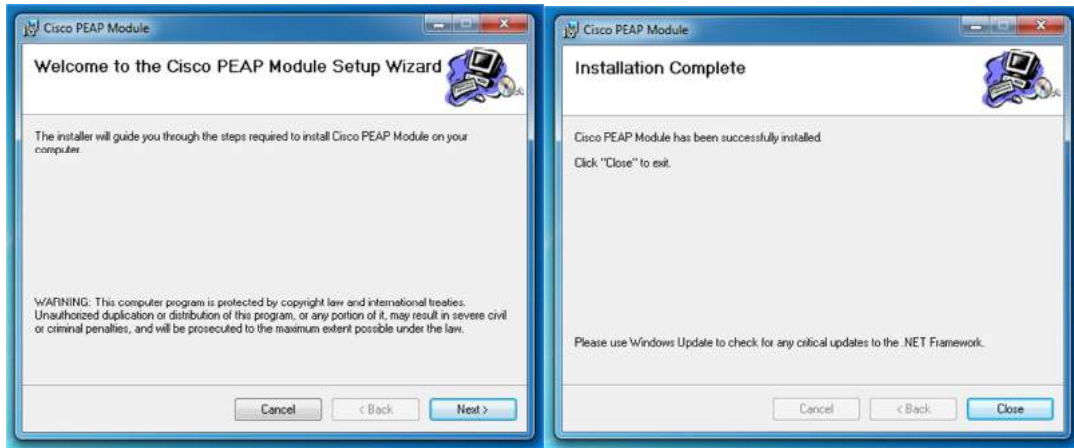 Cisco PEAP Module
Welcome to the Cisco PEAP Module Setup Wizard
The installer will guide you through the steps required to install Cisco PEAP Module on your
computer.
WARNING: This computer program is protected by copyright law and international treaties.
Unauthorized duplication or distribution of this program, or any portion of it, may result in severe civil
or criminal penalties, and will be prosecuted to the maximum extent possible under the law.
Cancel
< Back
Next >
Cisco PEAP Module
Installation Complete
Cisco PEAP Module has been successfully installed.
Click "Close" to exit.
Please use Windows Update to check for any critical updates to the .NET Framework.
Cancel
< Back
Close